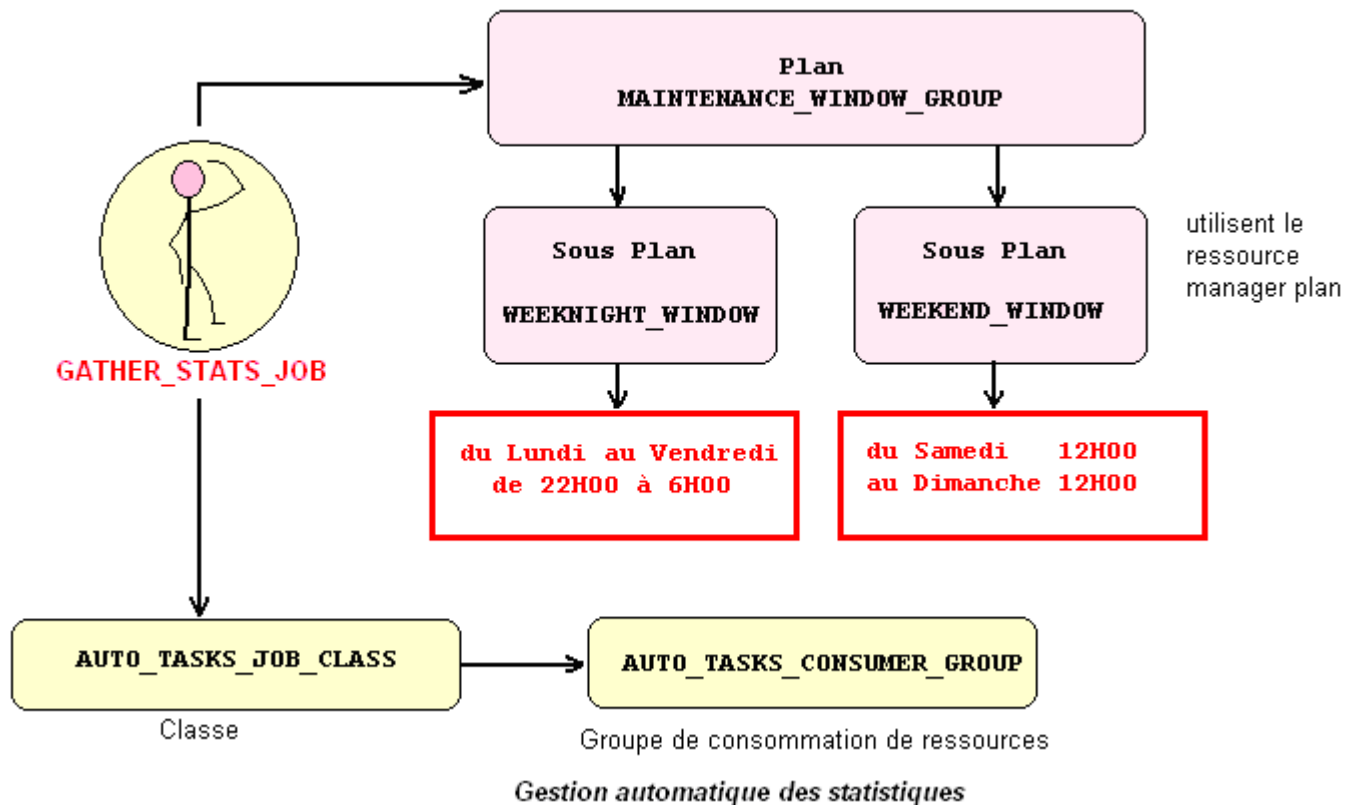 Plan
MAINTENANCE_WINDOW_GROUP
Sous Plan
WEEKNIGHT_WINDOW
Sous Plan
WEEKEND_WINDOW
utilisent le
ressource
manager plan
GATHER_STATS_JOB
du Lundi au Vendredi
de 22H00 à 6H00
du Samedi 12H00
au Dimanche 12H00
AUTO_TASKS_JOB_CLASS
Classe
AUTO_TASKS_CONSUMER_GROUP
Groupe de consommation de ressources
Gestion automatique des statistiques